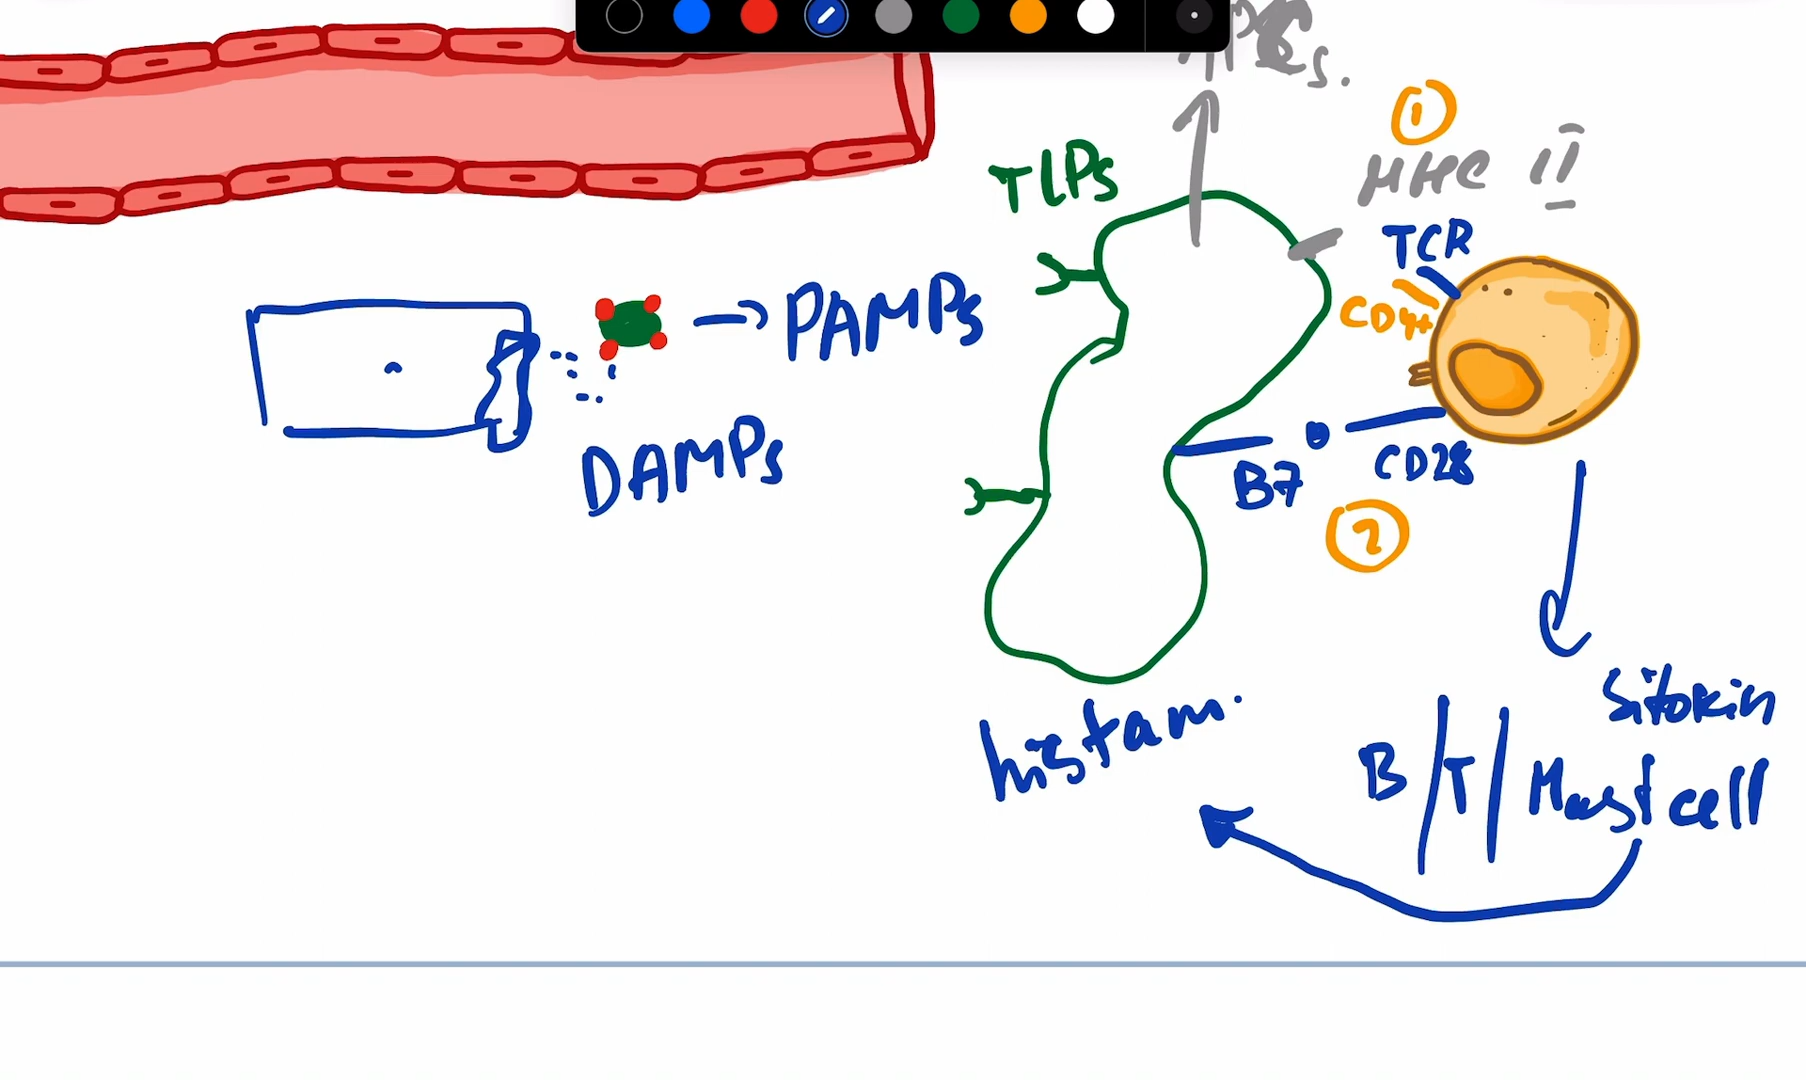 1
MHC II
TLPs
TCR
CD4+
PAMPs
DAMPs
B7
CD28
2
histam.
Sitokin
B/T/Mast cell